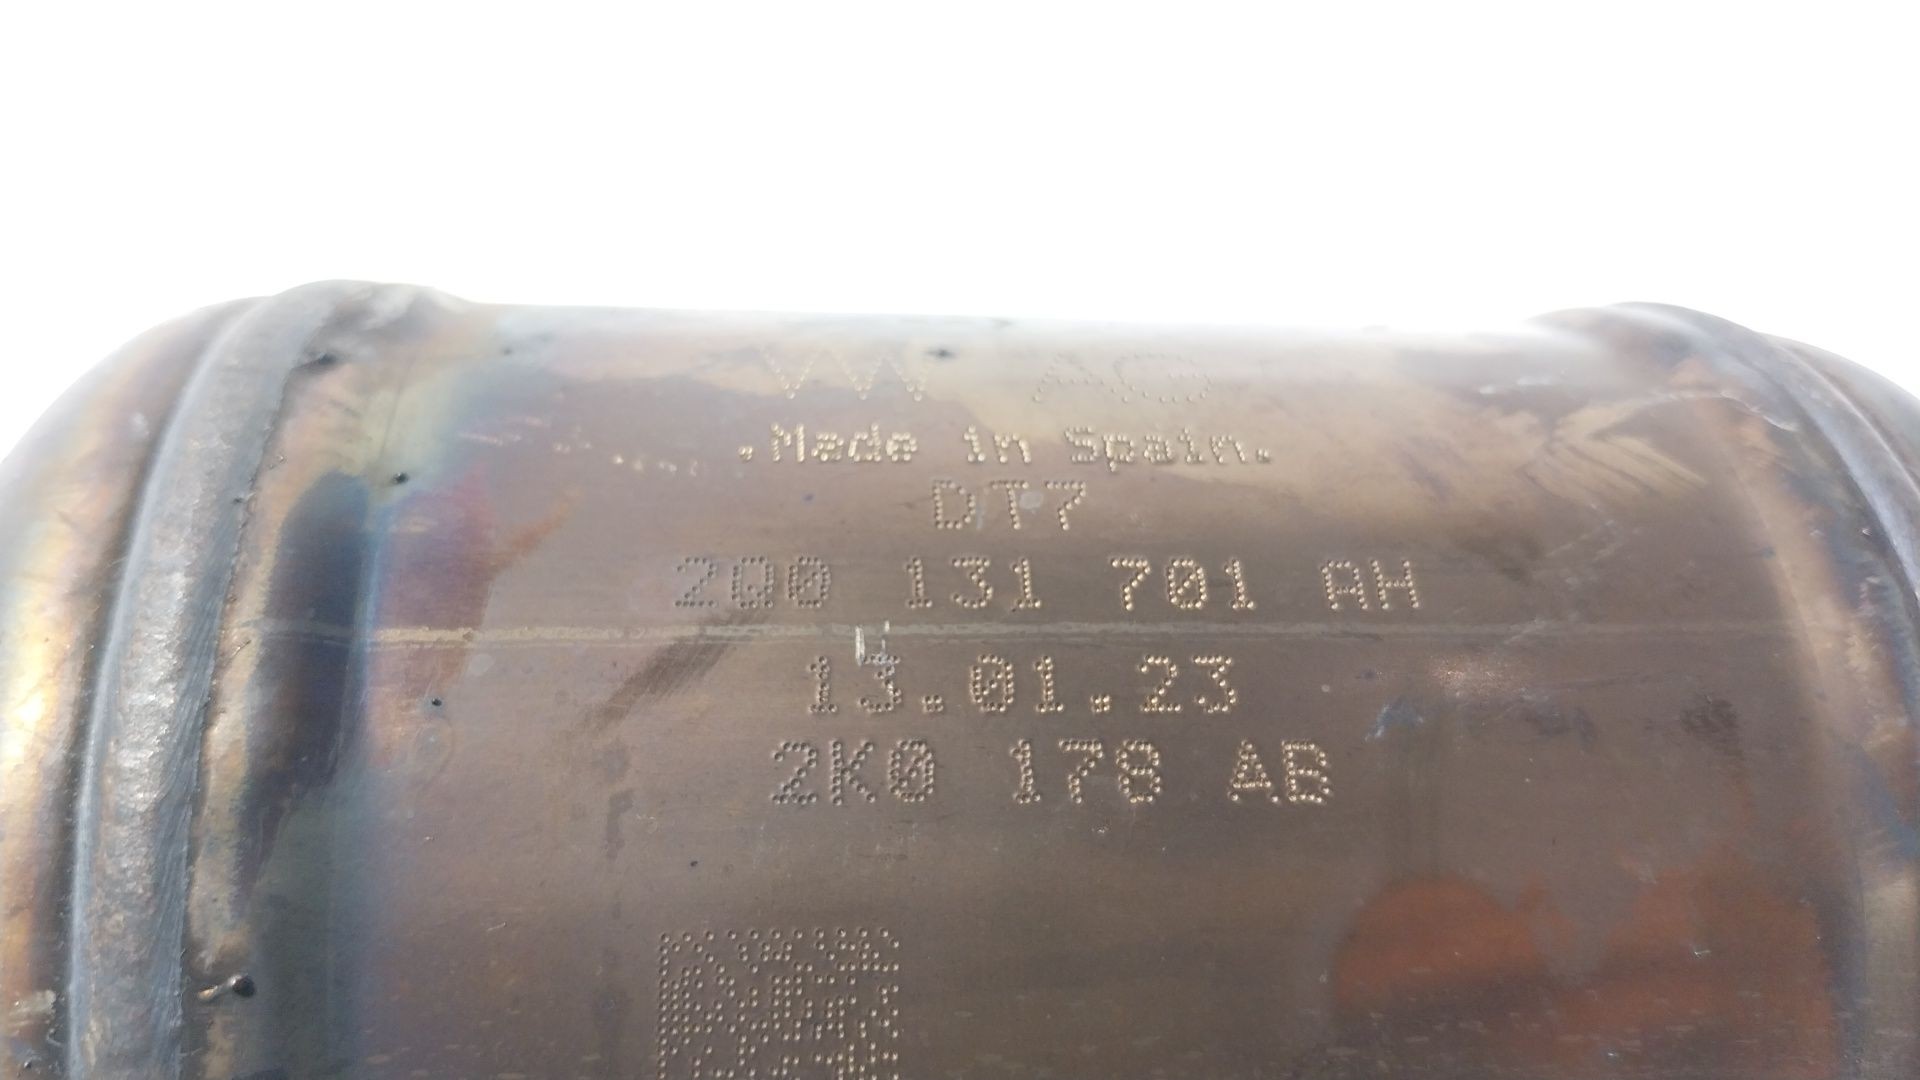 VW AG
.Made in Spain.
DT7
2Q0 131 701 AH
13.01.23
2K0 178 AB